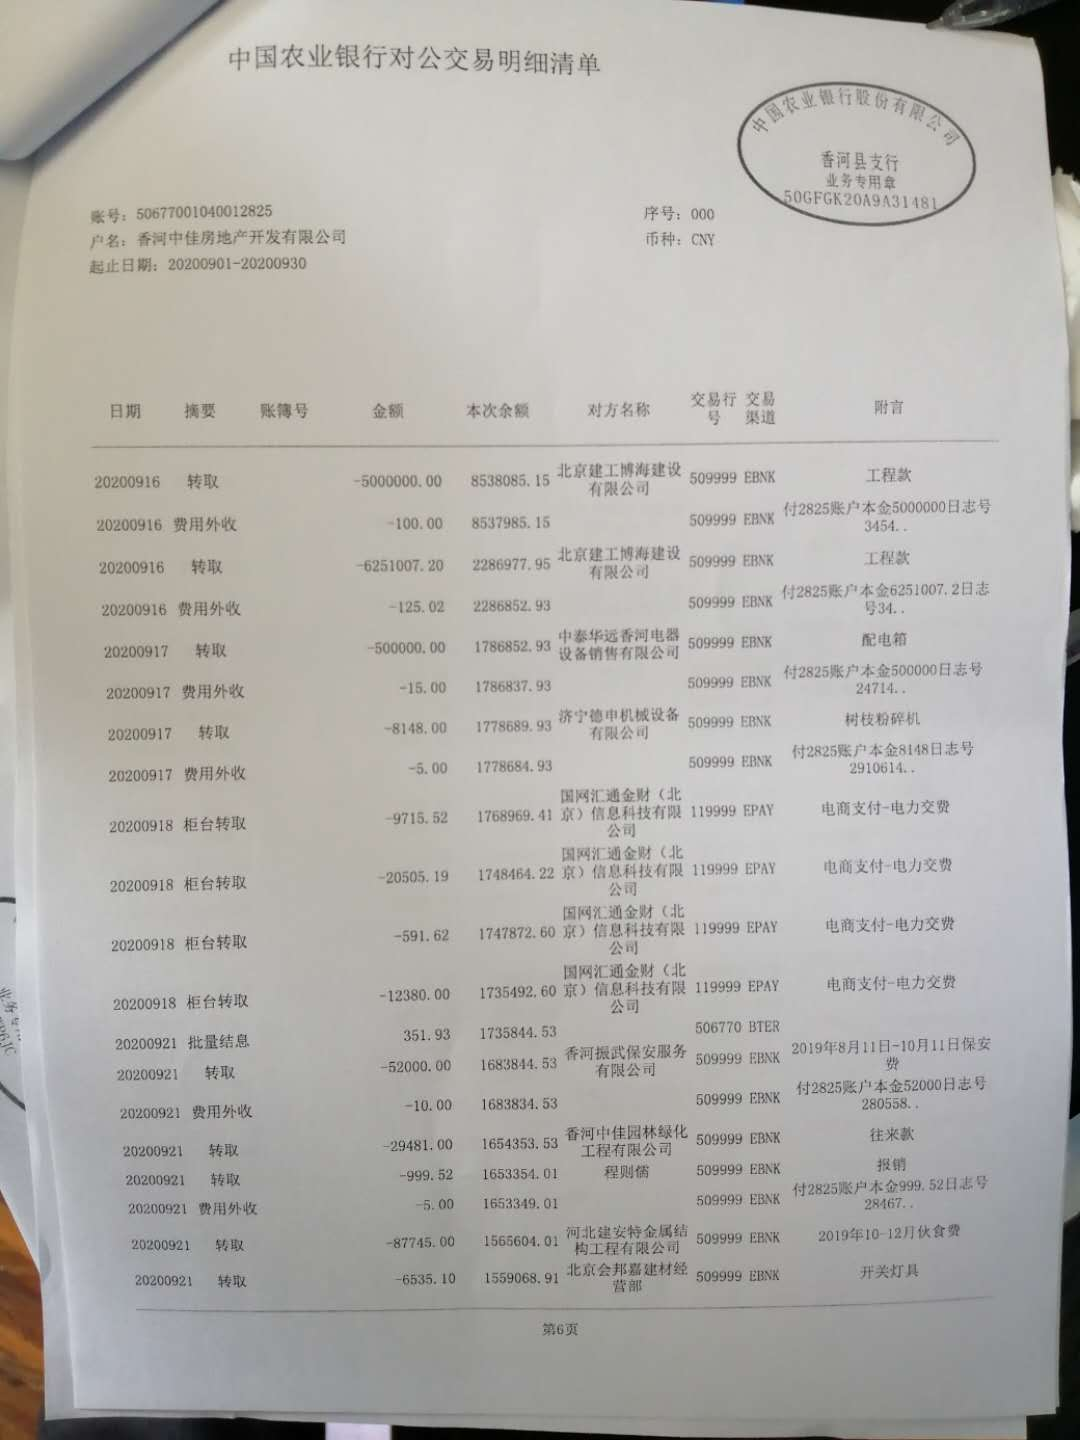 中国农业银行对公交易明细清单
中国农业银行股份有限公司
香河县支行
业务专用章
50GFGK20A9A31481
账号：50677001040012825
序号：000
户名：香河中佳房地产开发有限公司
币种：CNY
起止日期：20200901-20200930
日期 摘要 账簿号 金额 本次余额 对方名称 交易行号 交易渠道 附言
20200916 转取 -5000000.00 8538085.15 北京建工博海建设有限公司 509999 EBNK 工程款
20200916 费用外收 -100.00 8537985.15 509999 EBNK 付2825账户本金5000000日志号3454..
20200916 转取 -6251007.20 2286977.95 北京建工博海建设有限公司 509999 EBNK 工程款
20200916 费用外收 -125.02 2286852.93 509999 EBNK 付2825账户本金6251007.2日志号34..
20200917 转取 -500000.00 1786852.93 中泰华远香河电器设备销售有限公司 509999 EBNK 配电箱
20200917 费用外收 -15.00 1786837.93 509999 EBNK 付2825账户本金500000日志号24714..
20200917 转取 -8148.00 1778689.93 济宁德申机械设备有限公司 509999 EBNK 树枝粉碎机
20200917 费用外收 -5.00 1778684.93 509999 EBNK 付2825账户本金8148日志号2910614..
20200918 柜台转取 -9715.52 1768969.41 国网汇通金财（北京）信息科技有限公司 119999 EPAY 电商支付-电力交费
20200918 柜台转取 -20505.19 1748464.22 国网汇通金财（北京）信息科技有限公司 119999 EPAY 电商支付-电力交费
20200918 柜台转取 -591.62 1747872.60 国网汇通金财（北京）信息科技有限公司 119999 EPAY 电商支付-电力交费
20200918 柜台转取 -12380.00 1735492.60 国网汇通金财（北京）信息科技有限公司 119999 EPAY 电商支付-电力交费
20200921 批量结息 351.93 1735844.53 506770 BTER
20200921 转取 -52000.00 1683844.53 香河振武保安服务有限公司 509999 EBNK 2019年8月11日-10月11日保安费
20200921 费用外收 -10.00 1683834.53 509999 EBNK 付2825账户本金52000日志号280558..
20200921 转取 -29481.00 1654353.53 香河中佳园林绿化工程有限公司 509999 EBNK 往来款
20200921 转取 -999.52 1653354.01 程则儒 509999 EBNK 报销
20200921 费用外收 -5.00 1653349.01 509999 EBNK 付2825账户本金999.52日志号28467..
20200921 转取 -87745.00 1565604.01 河北建安特金属结构工程有限公司 509999 EBNK 2019年10-12月伙食费
20200921 转取 -6535.10 1559068.91 北京会邦嘉建材经营部 509999 EBNK 开关灯具
第6页